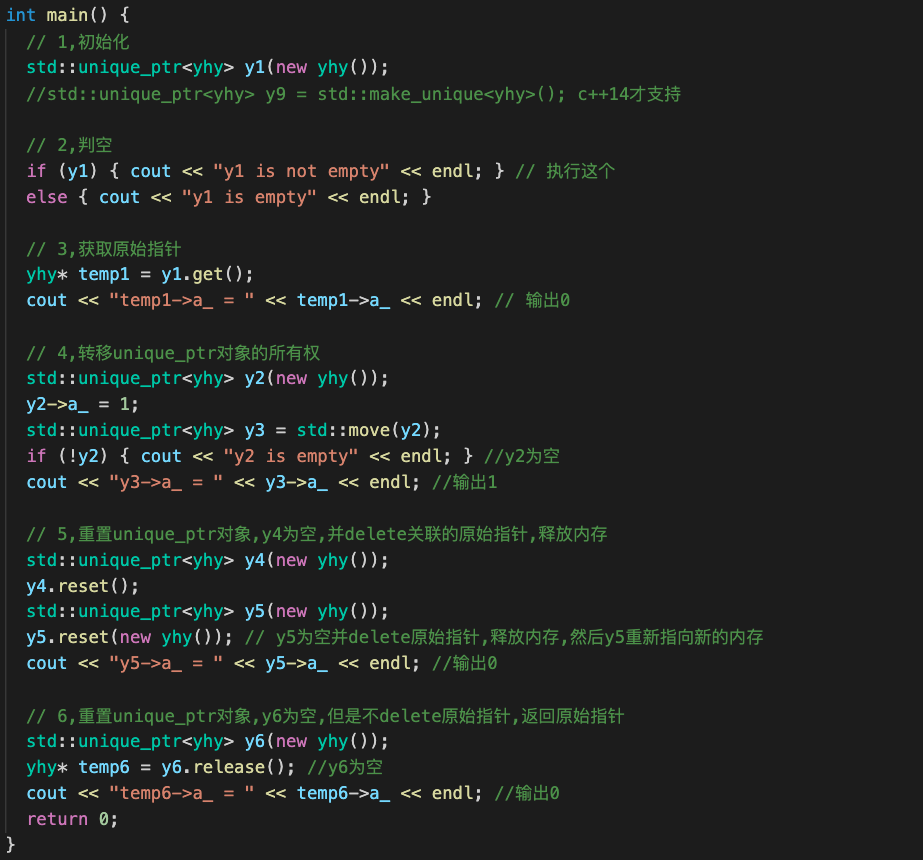 int main() {
// 1,初始化
std::unique_ptr<yhy> y1(new yhy());
//std::unique_ptr<yhy> y9 = std::make_unique<yhy>(); c++14才支持
// 2,判空
if (y1) { cout << "y1 is not empty" << endl; } // 执行这个
else { cout << "y1 is empty" << endl; }
// 3,获取原始指针
yhy* temp1 = y1.get();
cout << "temp1->a_ = " << temp1->a_ << endl; // 输出0
// 4,转移unique_ptr对象的所有权
std::unique_ptr<yhy> y2(new yhy());
y2->a_ = 1;
std::unique_ptr<yhy> y3 = std::move(y2);
if (!y2) { cout << "y2 is empty" << endl; } //y2为空
cout << "y3->a_ = " << y3->a_ << endl; //输出1
// 5,重置unique_ptr对象,y4为空,并delete关联的原始指针,释放内存
std::unique_ptr<yhy> y4(new yhy());
y4.reset();
std::unique_ptr<yhy> y5(new yhy());
y5.reset(new yhy()); // y5为空并delete原始指针,释放内存,然后y5重新指向新的内存
cout << "y5->a_ = " << y5->a_ << endl; //输出0
// 6,重置unique_ptr对象,y6为空,但是不delete原始指针,返回原始指针
std::unique_ptr<yhy> y6(new yhy());
yhy* temp6 = y6.release(); //y6为空
cout << "temp6->a_ = " << temp6->a_ << endl; //输出0
return 0;
}